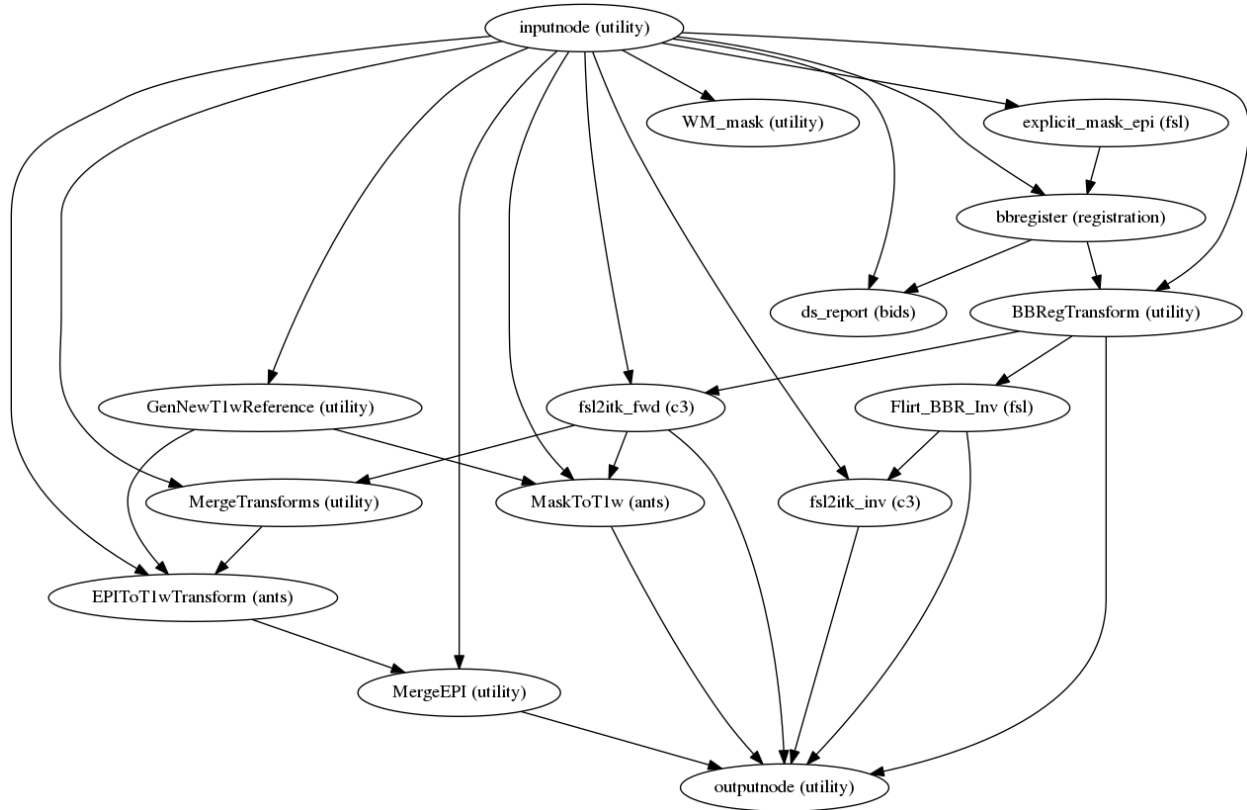 inputnode (utility)
WM_mask (utility)
explicit_mask_epi (fsl)
bbregister (registration)
ds_report (bids)
BBRegTransform (utility)
GenNewT1wReference (utility)
fsl2itk_fwd (c3)
Flirt_BBR_Inv (fsl)
MergeTransforms (utility)
MaskToT1w (ants)
fsl2itk_inv (c3)
EPIToT1wTransform (ants)
MergeEPI (utility)
outputnode (utility)